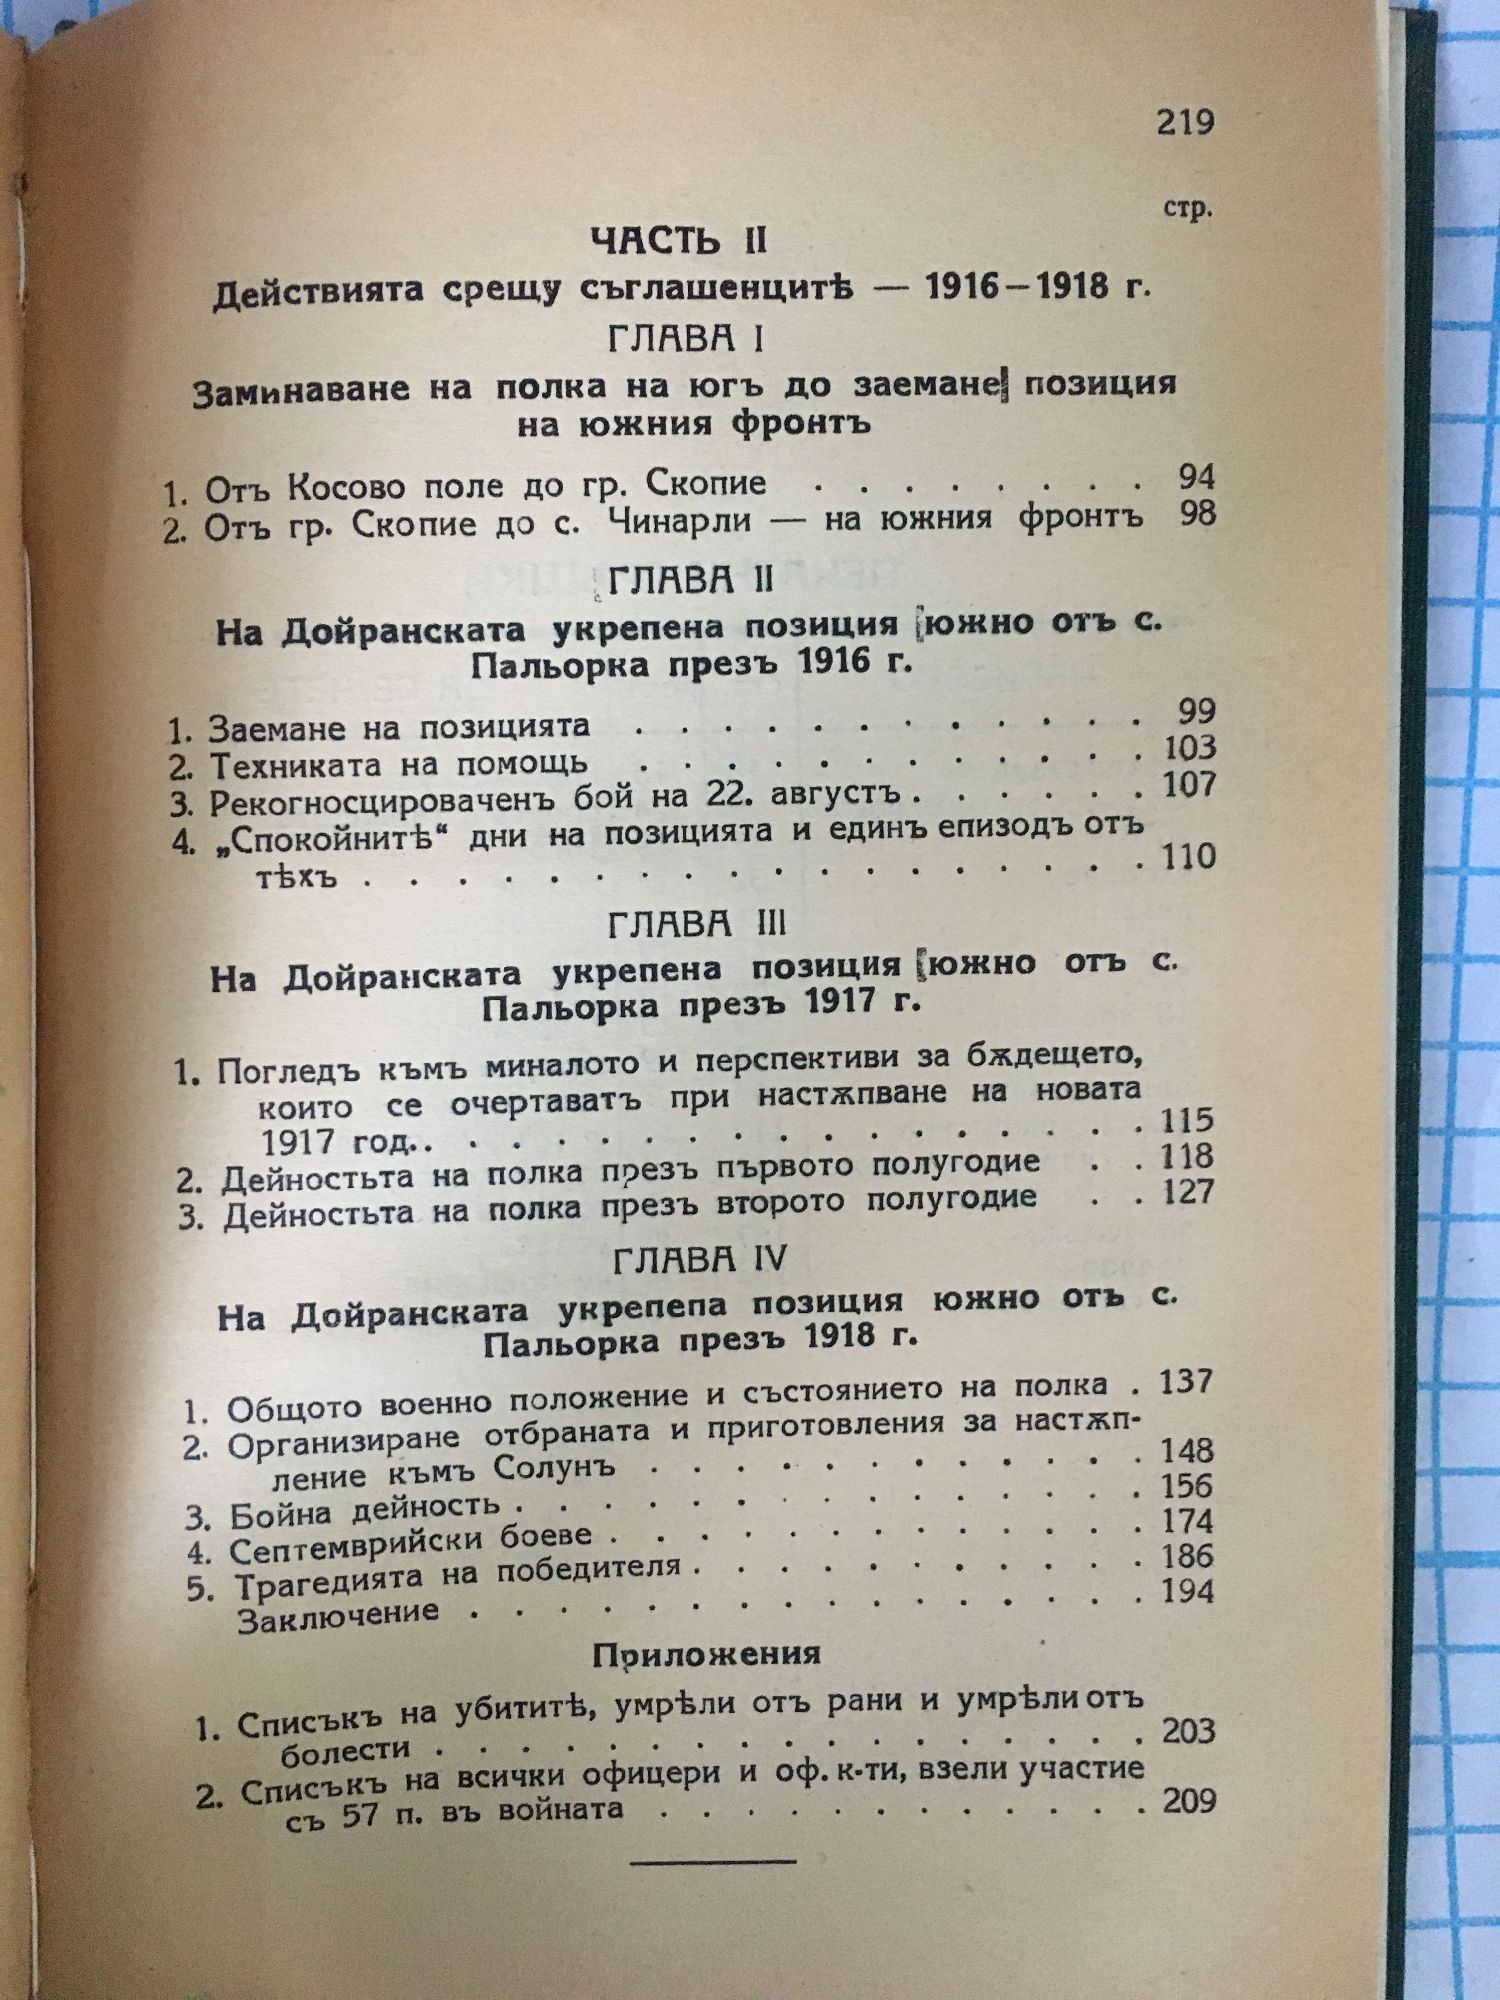 219
стр.
ЧАСТЬ II
Действията срещу съглашенцитѣ — 1916—1918 г.
ГЛАВА I
Заминаване на полка на югъ до заемане позиция
на южния фронтъ
1. Отъ Косово поле до гр. Скопие . . . . . . . . 94
2. Отъ гр. Скопие до с. Чинарли — на южния фронтъ 98
ГЛАВА II
На Дойранската укрепена позиция южно отъ с.
Пальорка презъ 1916 г.
1. Заемане на позицията . . . . . . . . . . . . 99
2. Техниката на помощь . . . . . . . . . . . . 103
3. Рекогносцировачень бой на 22. августъ . . . . . . 107
4. „Спокойнитѣ“ дни на позицията и единъ епизодъ отъ
тѣхъ . . . . . . . . . . . . . . . . . . 110
ГЛАВА III
На Дойранската укрепена позиция южно отъ с.
Пальорка презъ 1917 г.
1. Погледъ къмъ миналото и перспективи за бѫдещето,
които се очертаватъ при настѫпване на новата
1917 год. . . . . . . . . . . . . . . . . . 115
2. Дейностьта на полка презъ първото полугодие . . 118
3. Дейностьта на полка презъ второто полугодие . . 127
ГЛАВА IV
На Дойранската укрепепа позиция южно отъ с.
Пальорка презъ 1918 г.
1. Общото военно положение и състоянието на полка . 137
2. Организиране отбраната и приготовления за настѫп-
ление къмъ Солунъ . . . . . . . . . . . . 148
3. Бойна дейность . . . . . . . . . . . . . . . 156
4. Септемврийски боеве . . . . . . . . . . . . . 174
5. Трагедията на победителя . . . . . . . . . . . 186
Заключение . . . . . . . . . . . . . . . . 194
Приложения
1. Списъкъ на убититѣ, умрѣли отъ рани и умрѣли отъ
болести . . . . . . . . . . . . . . . . . 203
2. Списъкъ на всички офицери и оф. к-ти, взели участие
съ 57 п. въ войната . . . . . . . . . . . . 209